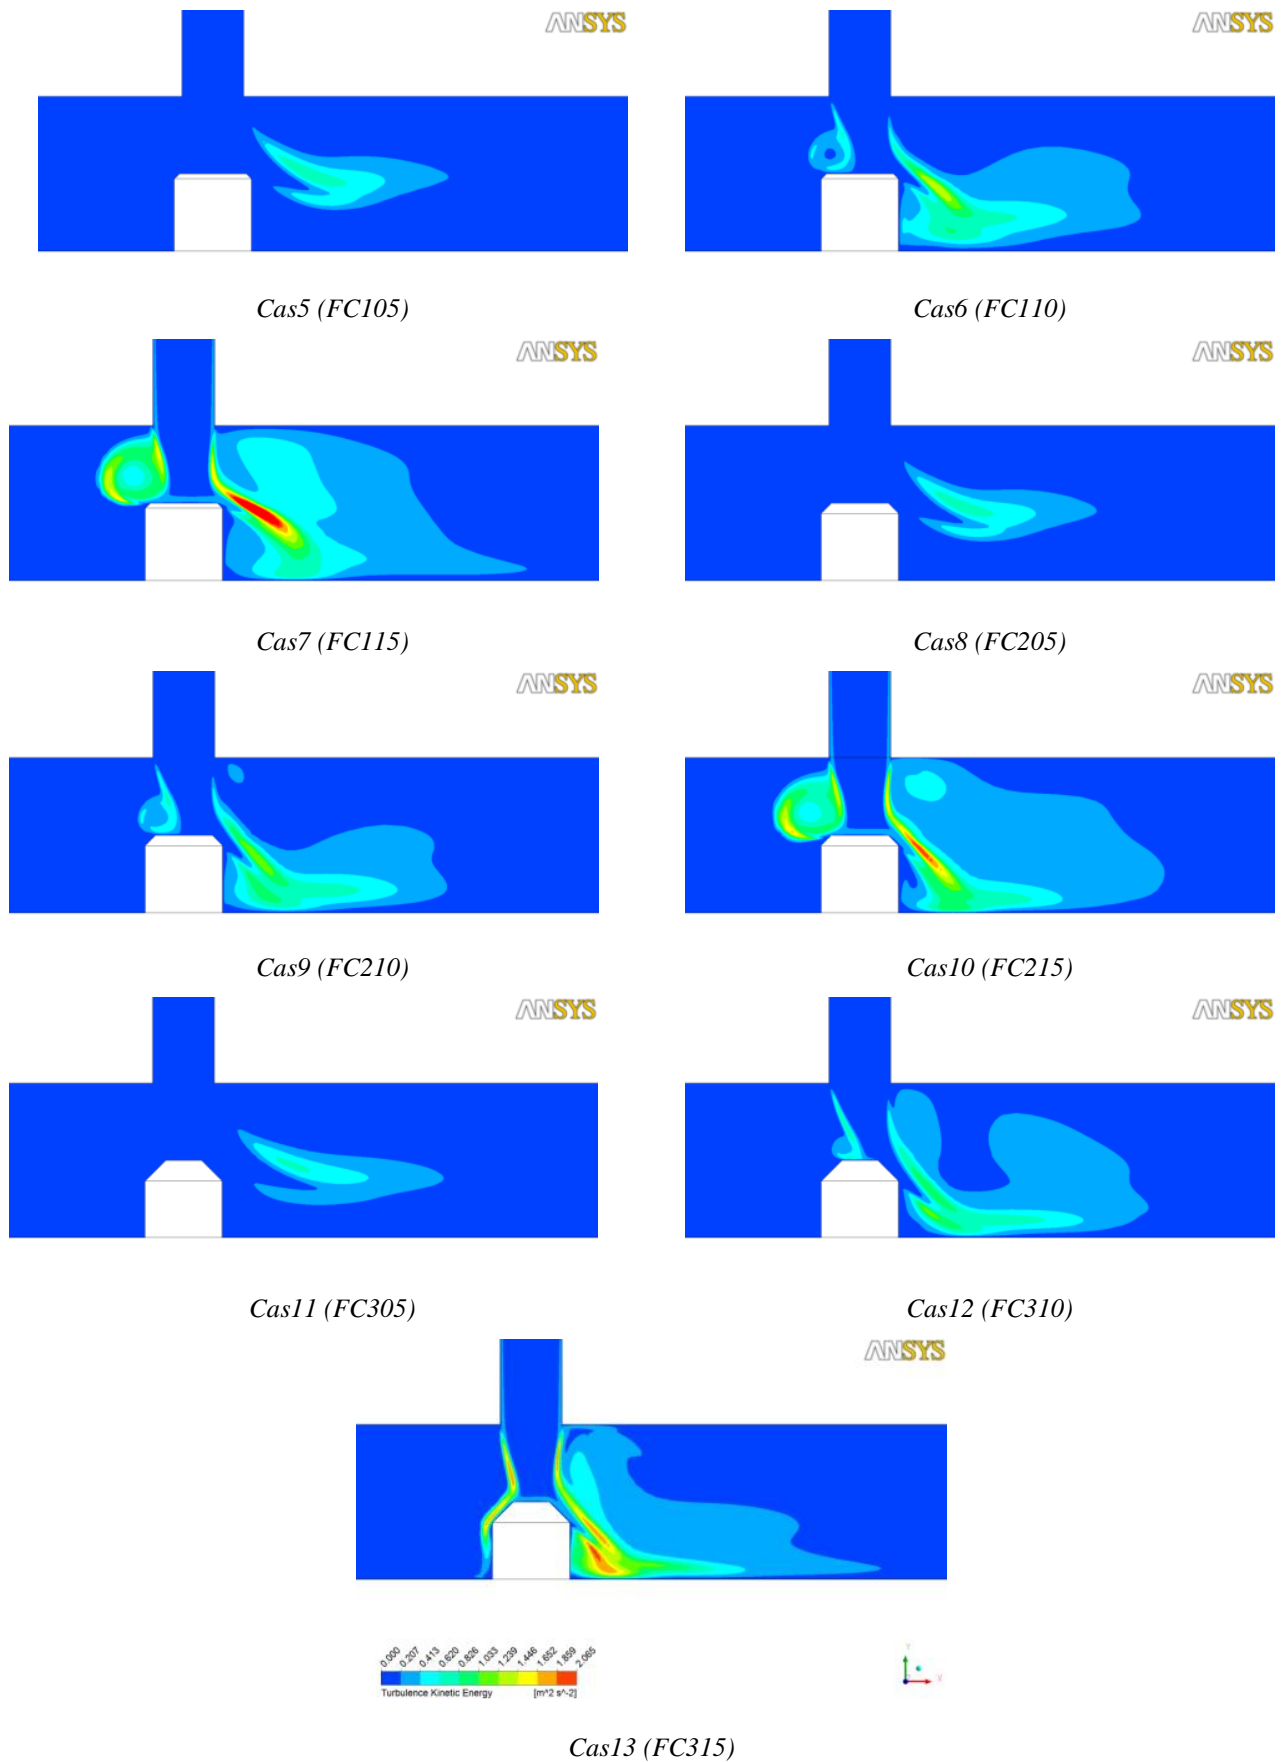 ANSYS ANSYS
Cas5 (FC105) Cas6 (FC110)
ANSYS ANSYS
Cas7 (FC115) Cas8 (FC205)
ANSYS ANSYS
Cas9 (FC210) Cas10 (FC215)
ANSYS ANSYS
Cas11 (FC305) Cas12 (FC310)
ANSYS
0.000 0.207 0.413 0.620 0.826 1.033 1.239 1.446 1.652 1.859 2.065
Turbulence Kinetic Energy [m^2 s^-2]
Y
X
Cas13 (FC315)